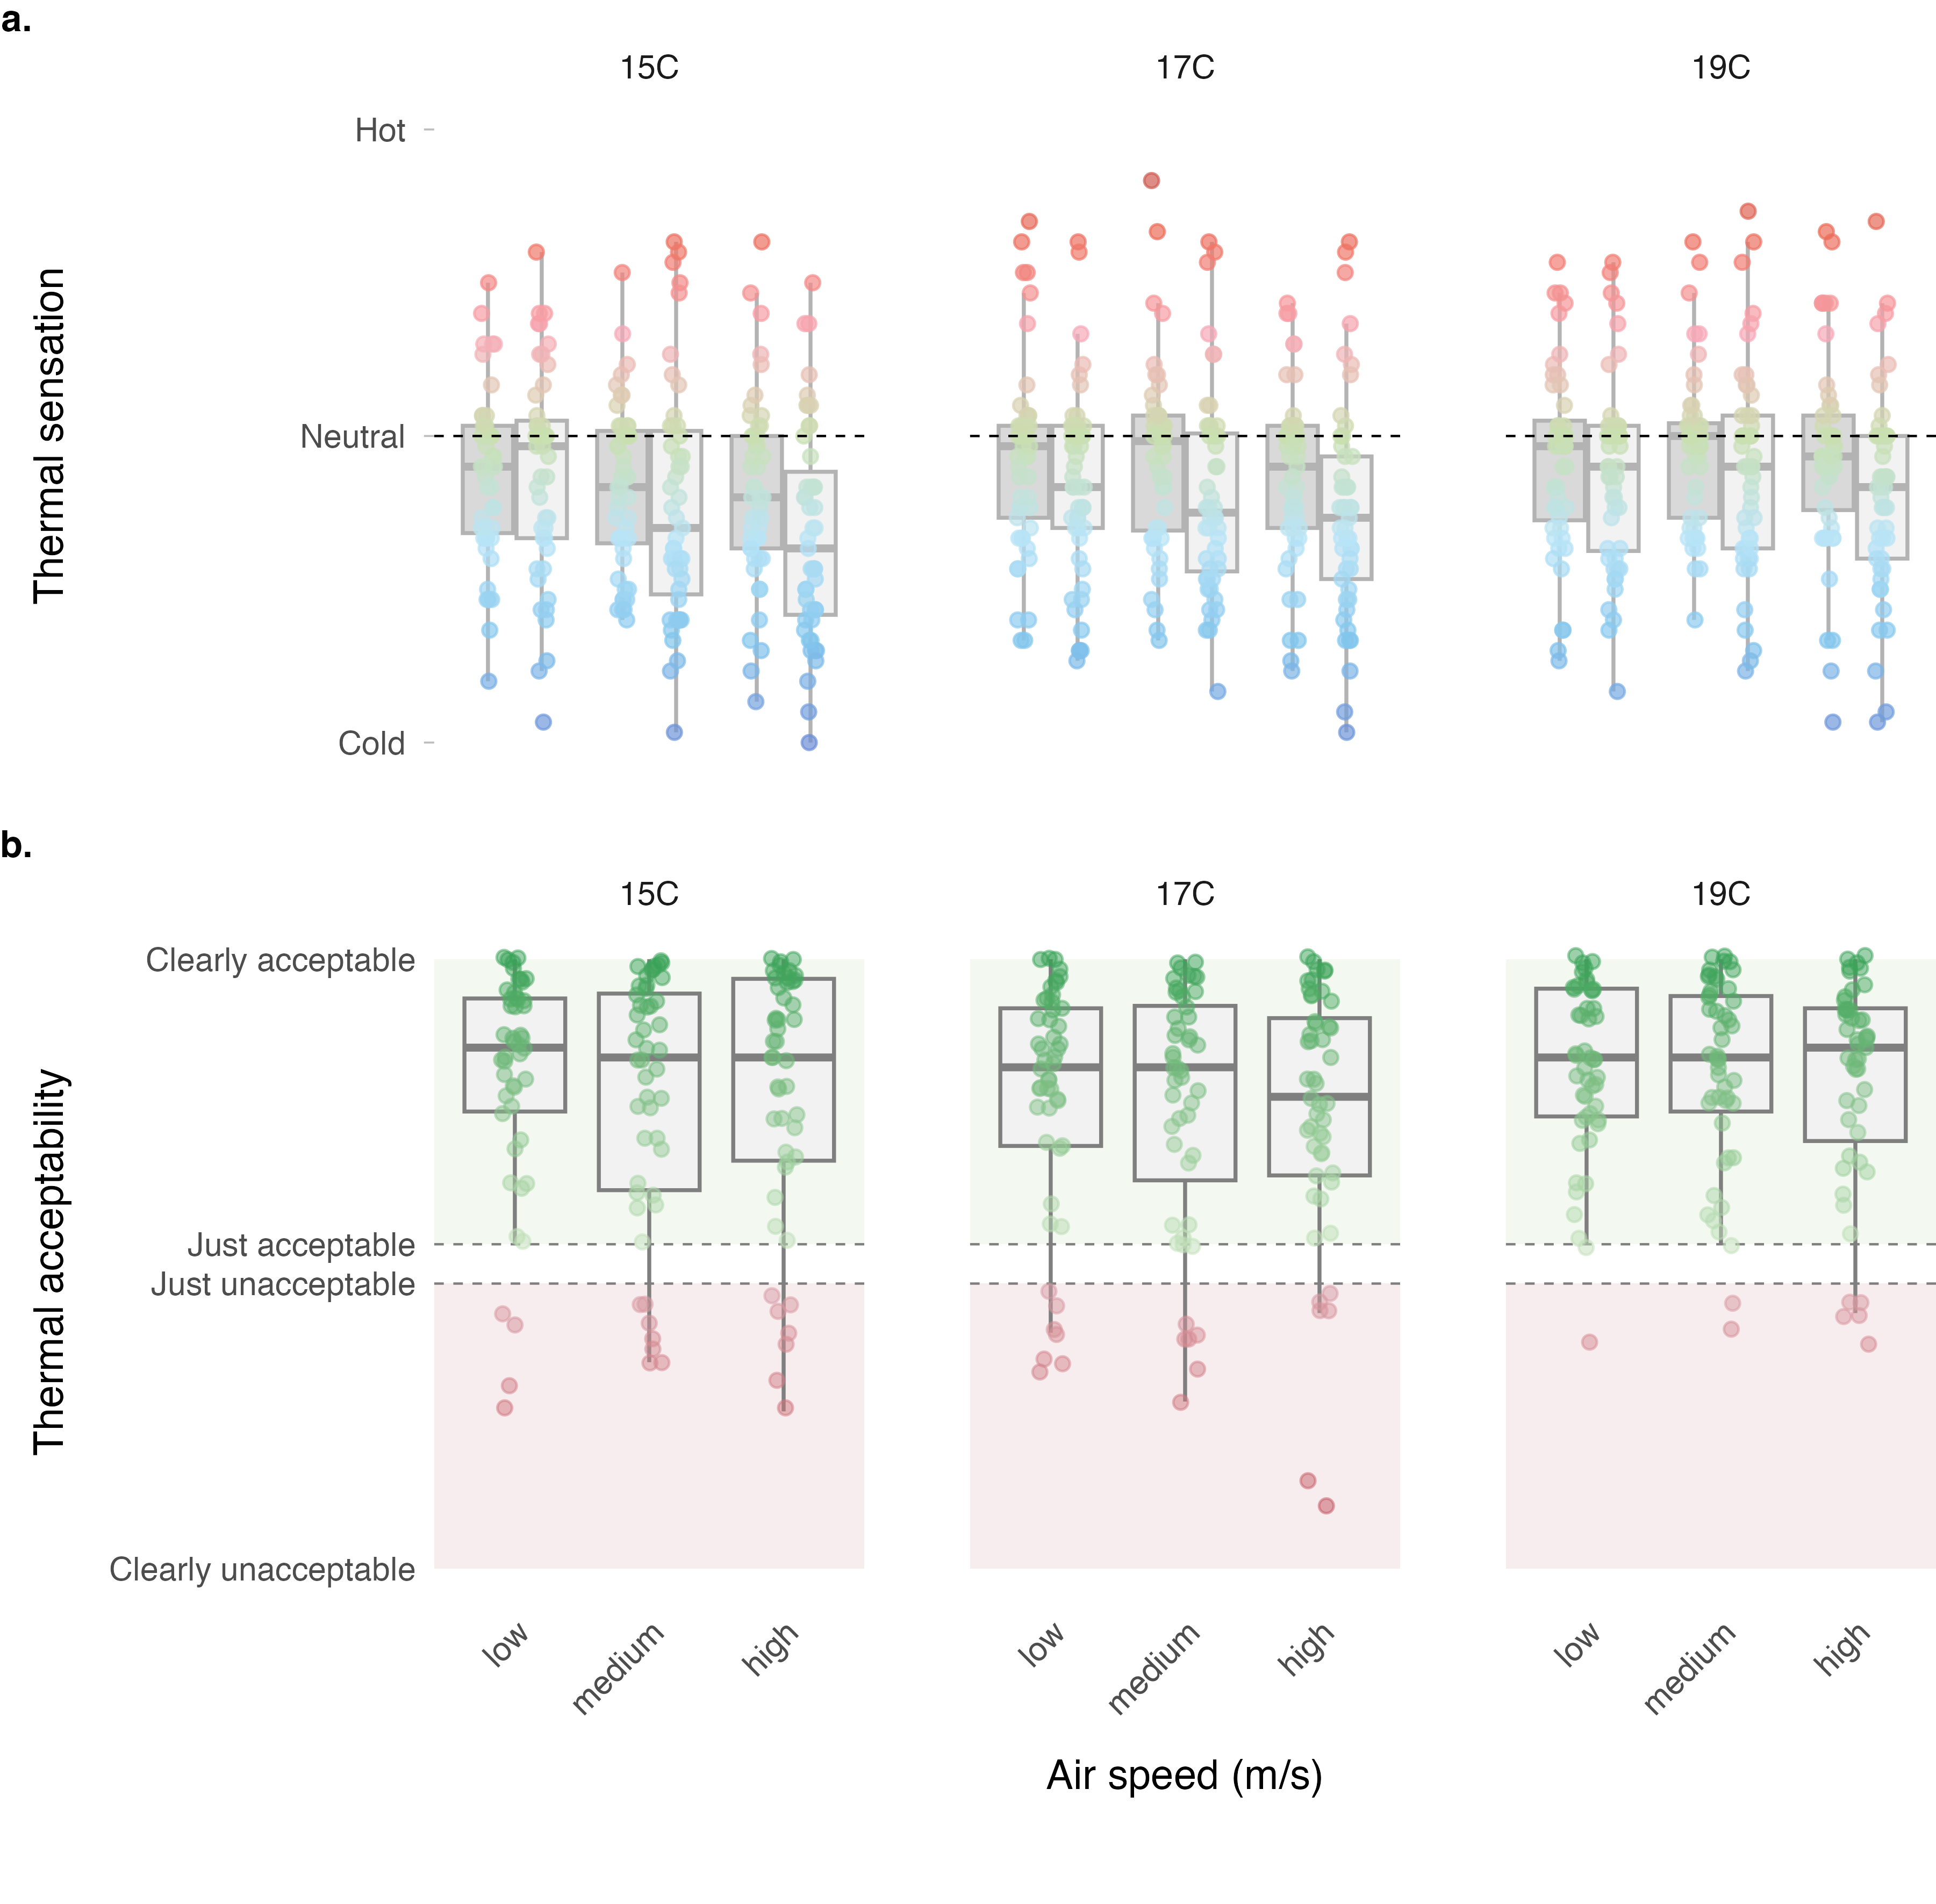 a.
15C
17C
19C
Hot
Neutral
Cold
Thermal sensation
b.
15C
17C
19C
Clearly acceptable
Just acceptable
Just unacceptable
Clearly unacceptable
Thermal acceptability
low
medium
high
low
medium
high
low
medium
high
Air speed (m/s)